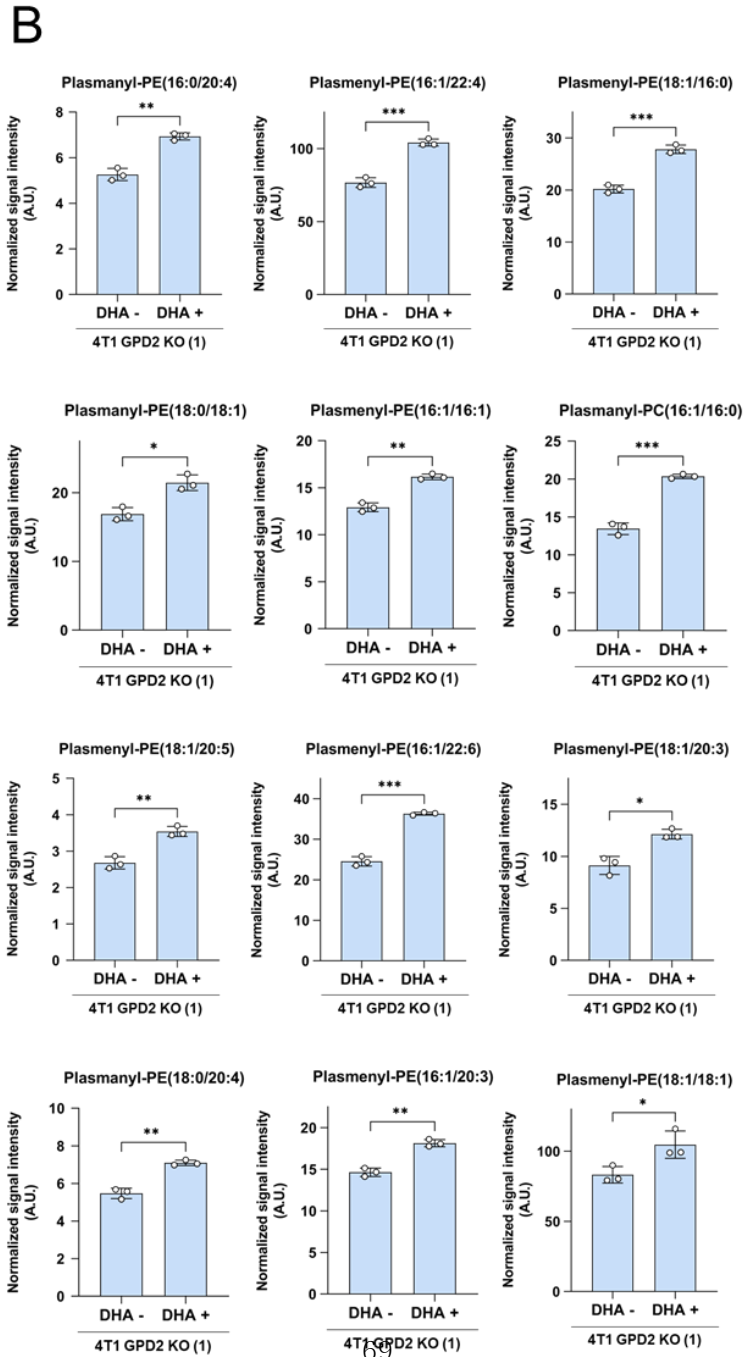 B
Plasmanyl-PE(16:0/20:4)
Normalized signal intensity
(A.U.)
8
6
4
2
0
**
DHA -
DHA +
4T1 GPD2 KO (1)
Plasmenyl-PE(16:1/22:4)
Normalized signal intensity
(A.U.)
100
50
0
***
DHA -
DHA +
4T1 GPD2 KO (1)
Plasmenyl-PE(18:1/16:0)
Normalized signal intensity
(A.U.)
30
20
10
0
***
DHA -
DHA +
4T1 GPD2 KO (1)
Plasmanyl-PE(18:0/18:1)
Normalized signal intensity
(A.U.)
20
10
0
*
DHA -
DHA +
4T1 GPD2 KO (1)
Plasmenyl-PE(16:1/16:1)
Normalized signal intensity
(A.U.)
20
15
10
5
0
**
DHA -
DHA +
4T1 GPD2 KO (1)
Plasmanyl-PC(16:1/16:0)
Normalized signal intensity
(A.U.)
25
20
15
10
5
0
***
DHA -
DHA +
4T1 GPD2 KO (1)
Plasmenyl-PE(18:1/20:5)
Normalized signal intensity
(A.U.)
5
4
3
2
1
0
**
DHA -
DHA +
4T1 GPD2 KO (1)
Plasmenyl-PE(16:1/22:6)
Normalized signal intensity
(A.U.)
40
30
20
10
0
***
DHA -
DHA +
4T1 GPD2 KO (1)
Plasmenyl-PE(18:1/20:3)
Normalized signal intensity
(A.U.)
15
10
5
0
*
DHA -
DHA +
4T1 GPD2 KO (1)
Plasmanyl-PE(18:0/20:4)
Normalized signal intensity
(A.U.)
10
8
6
4
2
0
**
DHA -
DHA +
4T1 GPD2 KO (1)
Plasmenyl-PE(16:1/20:3)
Normalized signal intensity
(A.U.)
20
15
10
5
0
**
DHA -
DHA +
4T1 GPD2 KO (1)
Plasmenyl-PE(18:1/18:1)
Normalized signal intensity
(A.U.)
100
50
0
*
DHA -
DHA +
4T1 GPD2 KO (1)
69